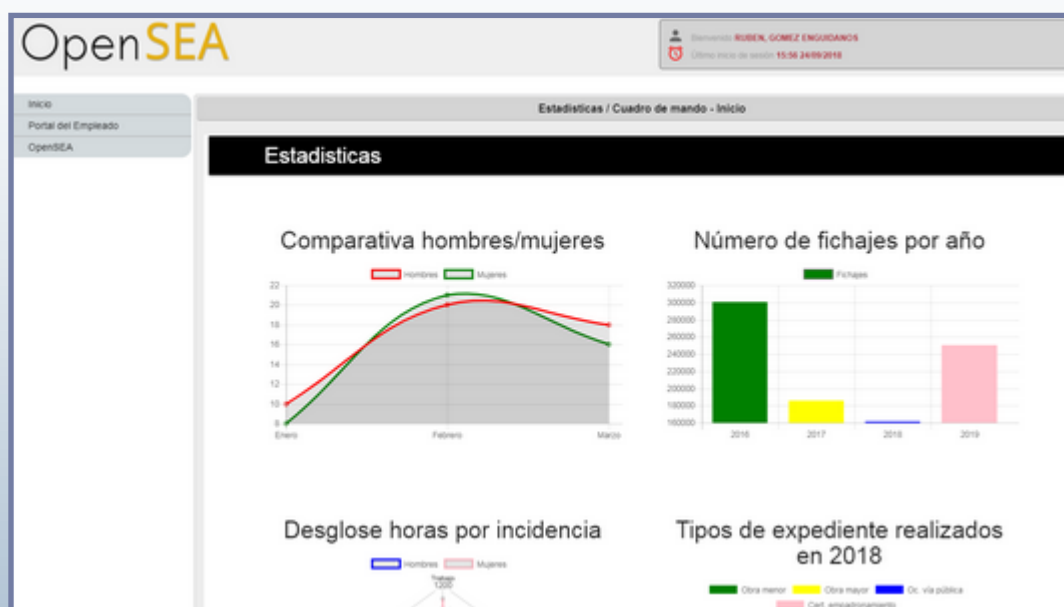 OpenSEA
Bienvenido RUBEN, GOMEZ ENGUIDANOS
Último inicio de sesión 15:56 24/09/2018
Inicio
Portal del Empleado
OpenSEA
Estadisticas / Cuadro de mando - Inicio
Estadisticas
Comparativa hombres/mujeres
Hombres Mujeres
22
20
18
16
14
12
10
8
Enero Febrero Marzo
Número de fichajes por año
Fichajes
320000
300000
280000
260000
240000
220000
200000
180000
160000
2016 2017 2018 2019
Desglose horas por incidencia
Hombres Mujeres
Trabajo
1200
Tipos de expediente realizados
en 2018
Obra menor Obra mayor Oc. vía pública
Cert. empadronamiento